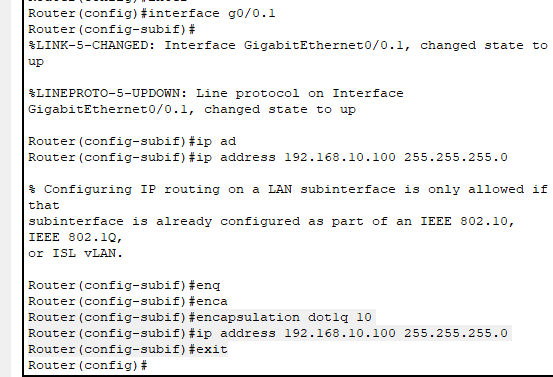 Router(config)#interface g0/0.1
Router(config-subif)#
%LINK-5-CHANGED: Interface GigabitEthernet0/0.1, changed state to
up
%LINEPROTO-5-UPDOWN: Line protocol on Interface
GigabitEthernet0/0.1, changed state to up
Router(config-subif)#ip ad
Router(config-subif)#ip address 192.168.10.100 255.255.255.0
% Configuring IP routing on a LAN subinterface is only allowed if
that
subinterface is already configured as part of an IEEE 802.10,
IEEE 802.1Q,
or ISL vLAN.
Router(config-subif)#enq
Router(config-subif)#enca
Router(config-subif)#encapsulation dot1q 10
Router(config-subif)#ip address 192.168.10.100 255.255.255.0
Router(config-subif)#exit
Router(config)#